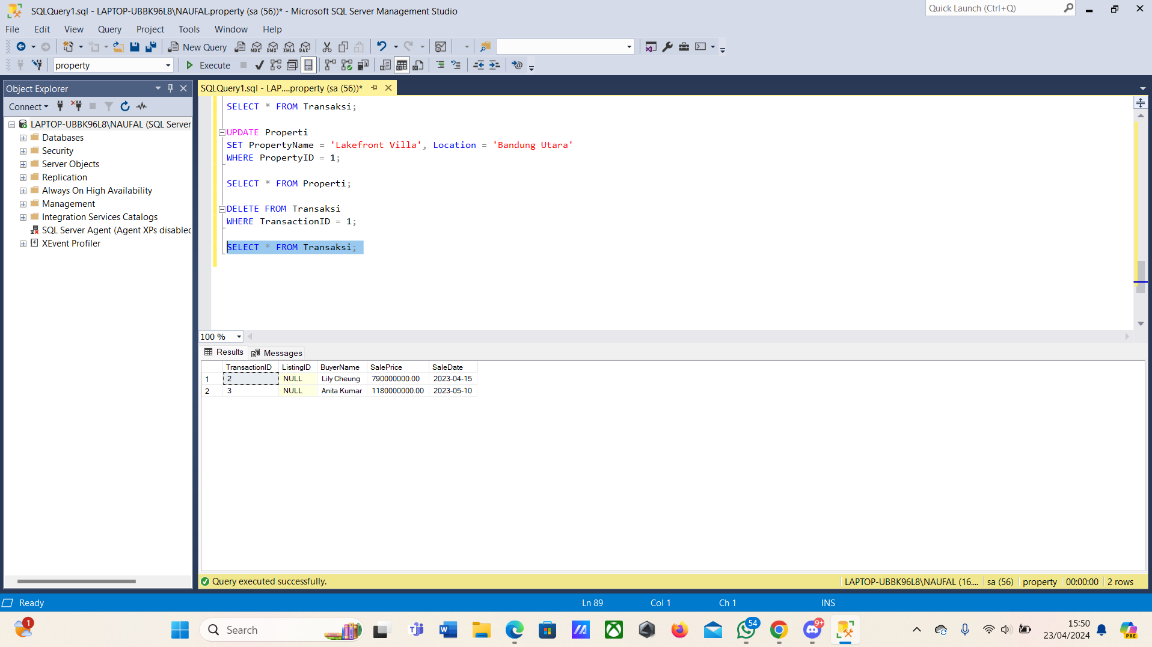 SQLQuery1.sql - LAPTOP-UBBK96L8\NAUFAL.property (sa (56))* - Microsoft SQL Server Management Studio
Quick Launch (Ctrl+Q)
File Edit View Query Project Tools Window Help
New Query
property Execute
Object Explorer
SQLQuery1.sql - LAP....property (sa (56))*
Connect
LAPTOP-UBBK96L8\NAUFAL (SQL Server
Databases
Security
Server Objects
Replication
Always On High Availability
Management
Integration Services Catalogs
SQL Server Agent (Agent XPs disabled
XEvent Profiler
SELECT * FROM Transaksi;
UPDATE Properti
SET PropertyName = 'Lakefront Villa', Location = 'Bandung Utara'
WHERE PropertyID = 1;
SELECT * FROM Properti;
DELETE FROM Transaksi
WHERE TransactionID = 1;
SELECT * FROM Transaksi;
100 %
Results Messages
TransactionID ListingID BuyerName SalePrice SaleDate
1 2 NULL Lily Cheung 790000000.00 2023-04-15
2 3 NULL Anita Kumar 1180000000.00 2023-05-10
Query executed successfully. LAPTOP-UBBK96L8\NAUFAL (16.... sa (56) property 00:00:00 2 rows
Ready Ln 89 Col 1 Ch 1 INS
1 Search 54 9+ 15:50
23/04/2024